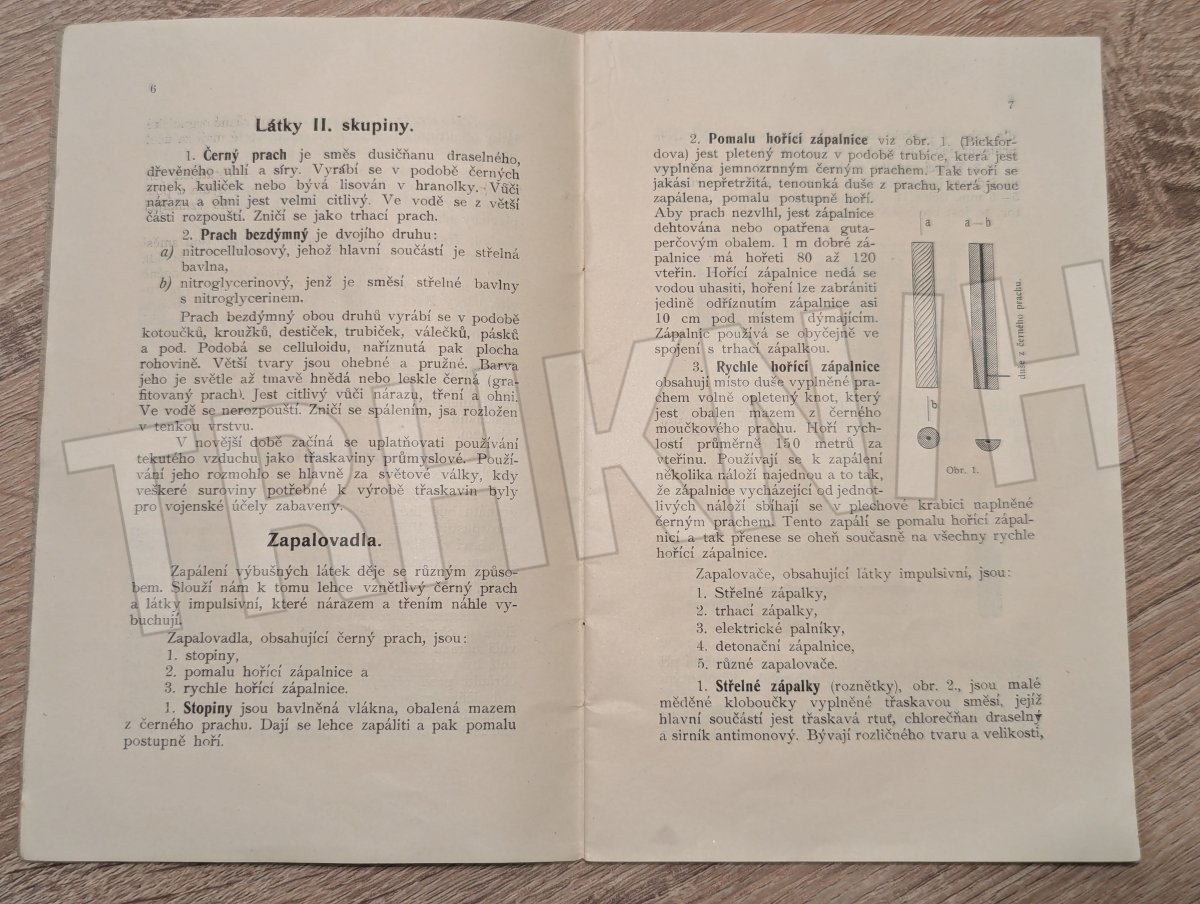 6
Látky II. skupiny.
1. Černý prach je směs dusičňanu draselného,
dřevěného uhlí a síry. Vyrábí se v podobě černých
zrnek, kuliček nebo bývá lisován v hranolky. Vůči
nárazu a ohni jest velmi citlivý. Ve vodě se z větší
části rozpouští. Zničí se jako trhací prach.
2. Prach bezdýmný je dvojího druhu:
a) nitrocellulosový, jehož hlavní součástí je střelná
bavlna,
b) nitroglycerinový, jenž je směsí střelné bavlny
s nitroglycerinem.
Prach bezdýmný obou druhů vyrábí se v podobě
kotoučků, kroužků, destiček, trubiček, válečků, pásků
a pod. Podobá se celluloidu, naříznutá pak plocha
rohovině. Větší tvary jsou ohebné a pružné. Barva
jeho je světle až tmavě hnědá nebo leskle černá (gra-
fitovaný prach). Jest citlivý vůči nárazu, tření a ohni.
Ve vodě se nerozpouští. Zničí se spálením, jsa rozložen
v tenkou vrstvu.
V novější době začíná se uplatňovati používání
tekutého vzduchu jako třaskaviny průmyslové. Použí-
vání jeho rozmohlo se hlavně za světové války, kdy
veškeré suroviny potřebné k výrobě třaskavin byly
pro vojenské účely zabaveny.
Zapalovadla.
Zapálení výbušných látek děje se různým způso-
bem. Slouží nám k tomu lehce vznětlivý černý prach
a látky impulsivní, které nárazem a třením náhle vy-
buchují.
Zapalovadla, obsahující černý prach, jsou:
1. stopiny,
2. pomalu hořící zápalnice a
3. rychle hořící zápalnice.
1. Stopiny jsou bavlněná vlákna, obalená mazem
z černého prachu. Dají se lehce zapáliti a pak pomalu
postupně hoří.
7
2. Pomalu hořící zápalnice viz obr. 1. (Bickfor-
dova) jest pletený motouz v podobě trubice, která jest
vyplněna jemnozrnným černým prachem. Tak tvoří se
jakási nepřetržitá, tenounká duše z prachu, která jsouc
zapálena, pomalu postupně hoří.
Aby prach nezvlhl, jest zápalnice
dehtována nebo opatřena guta-
perčovým obalem. 1 m dobré zá-
palnice má hořeti 80 až 120
vteřin. Hořící zápalnice nedá se
vodou uhasiti, hoření lze zabrániti
jedině odříznutím zápalnice asi
10 cm pod místem dýmajícím.
Zápalnic používá se obyčejně ve
spojení s trhací zápalkou.
3. Rychle hořící zápalnice
obsahují místo duše vyplněné pra-
chem volně opletený knot, který
jest obalen mazem z černého
moučkového prachu. Hoří rych-
lostí průměrně 150 metrů za
vteřinu. Používají se k zapálení
několika náloží najednou a to tak,
že zápalnice vycházející od jednot-
livých náloží sbíhají se v plechové krabici naplněné
černým prachem. Tento zapálí se pomalu hořící zápal-
nicí a tak přenese se oheň současně na všechny rychle
hořící zápalnice.
a
a—b
duše z černého prachu.
b
Obr. 1.
Zapalovače, obsahující látky impulsivní, jsou:
1. Střelné zápalky,
2. trhací zápalky,
3. elektrické palníky,
4. detonační zápalnice,
5. různé zapalovače.
1. Střelné zápalky (roznětky), obr. 2., jsou malé
měděné kloboučky vyplněné třaskavou směsí, jejíž
hlavní součástí jest třaskavá rtuť, chlorečňan draselný
a sirník antimonový. Bývají rozličného tvaru a velikosti,
TRHKNIH